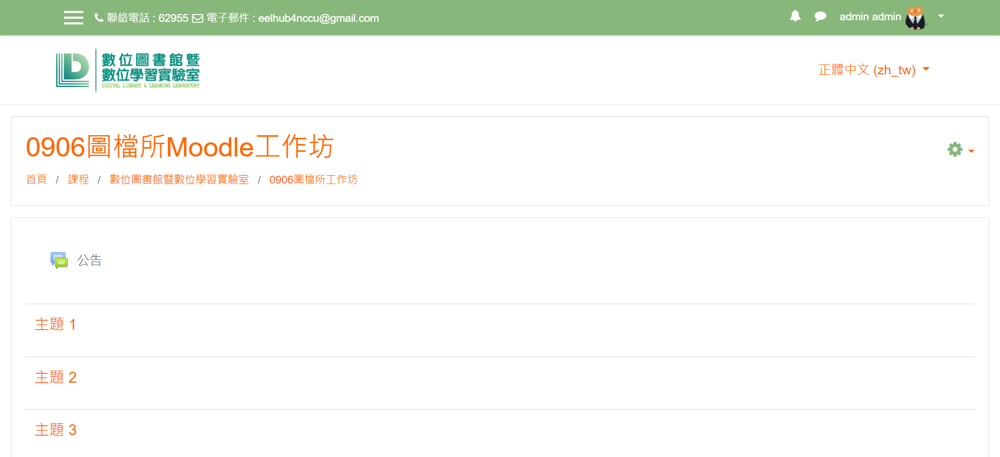 聯絡電話 : 62955 電子郵件 : eelhub4nccu@gmail.com
admin admin
數位圖書館暨
數位學習實驗室
DIGITAL LIBRARY & LEARNING LABORATORY
正體中文 (zh_tw)
0906圖檔所Moodle工作坊
首頁 / 課程 / 數位圖書館暨數位學習實驗室 / 0906圖檔所工作坊
公告
主題 1
主題 2
主題 3